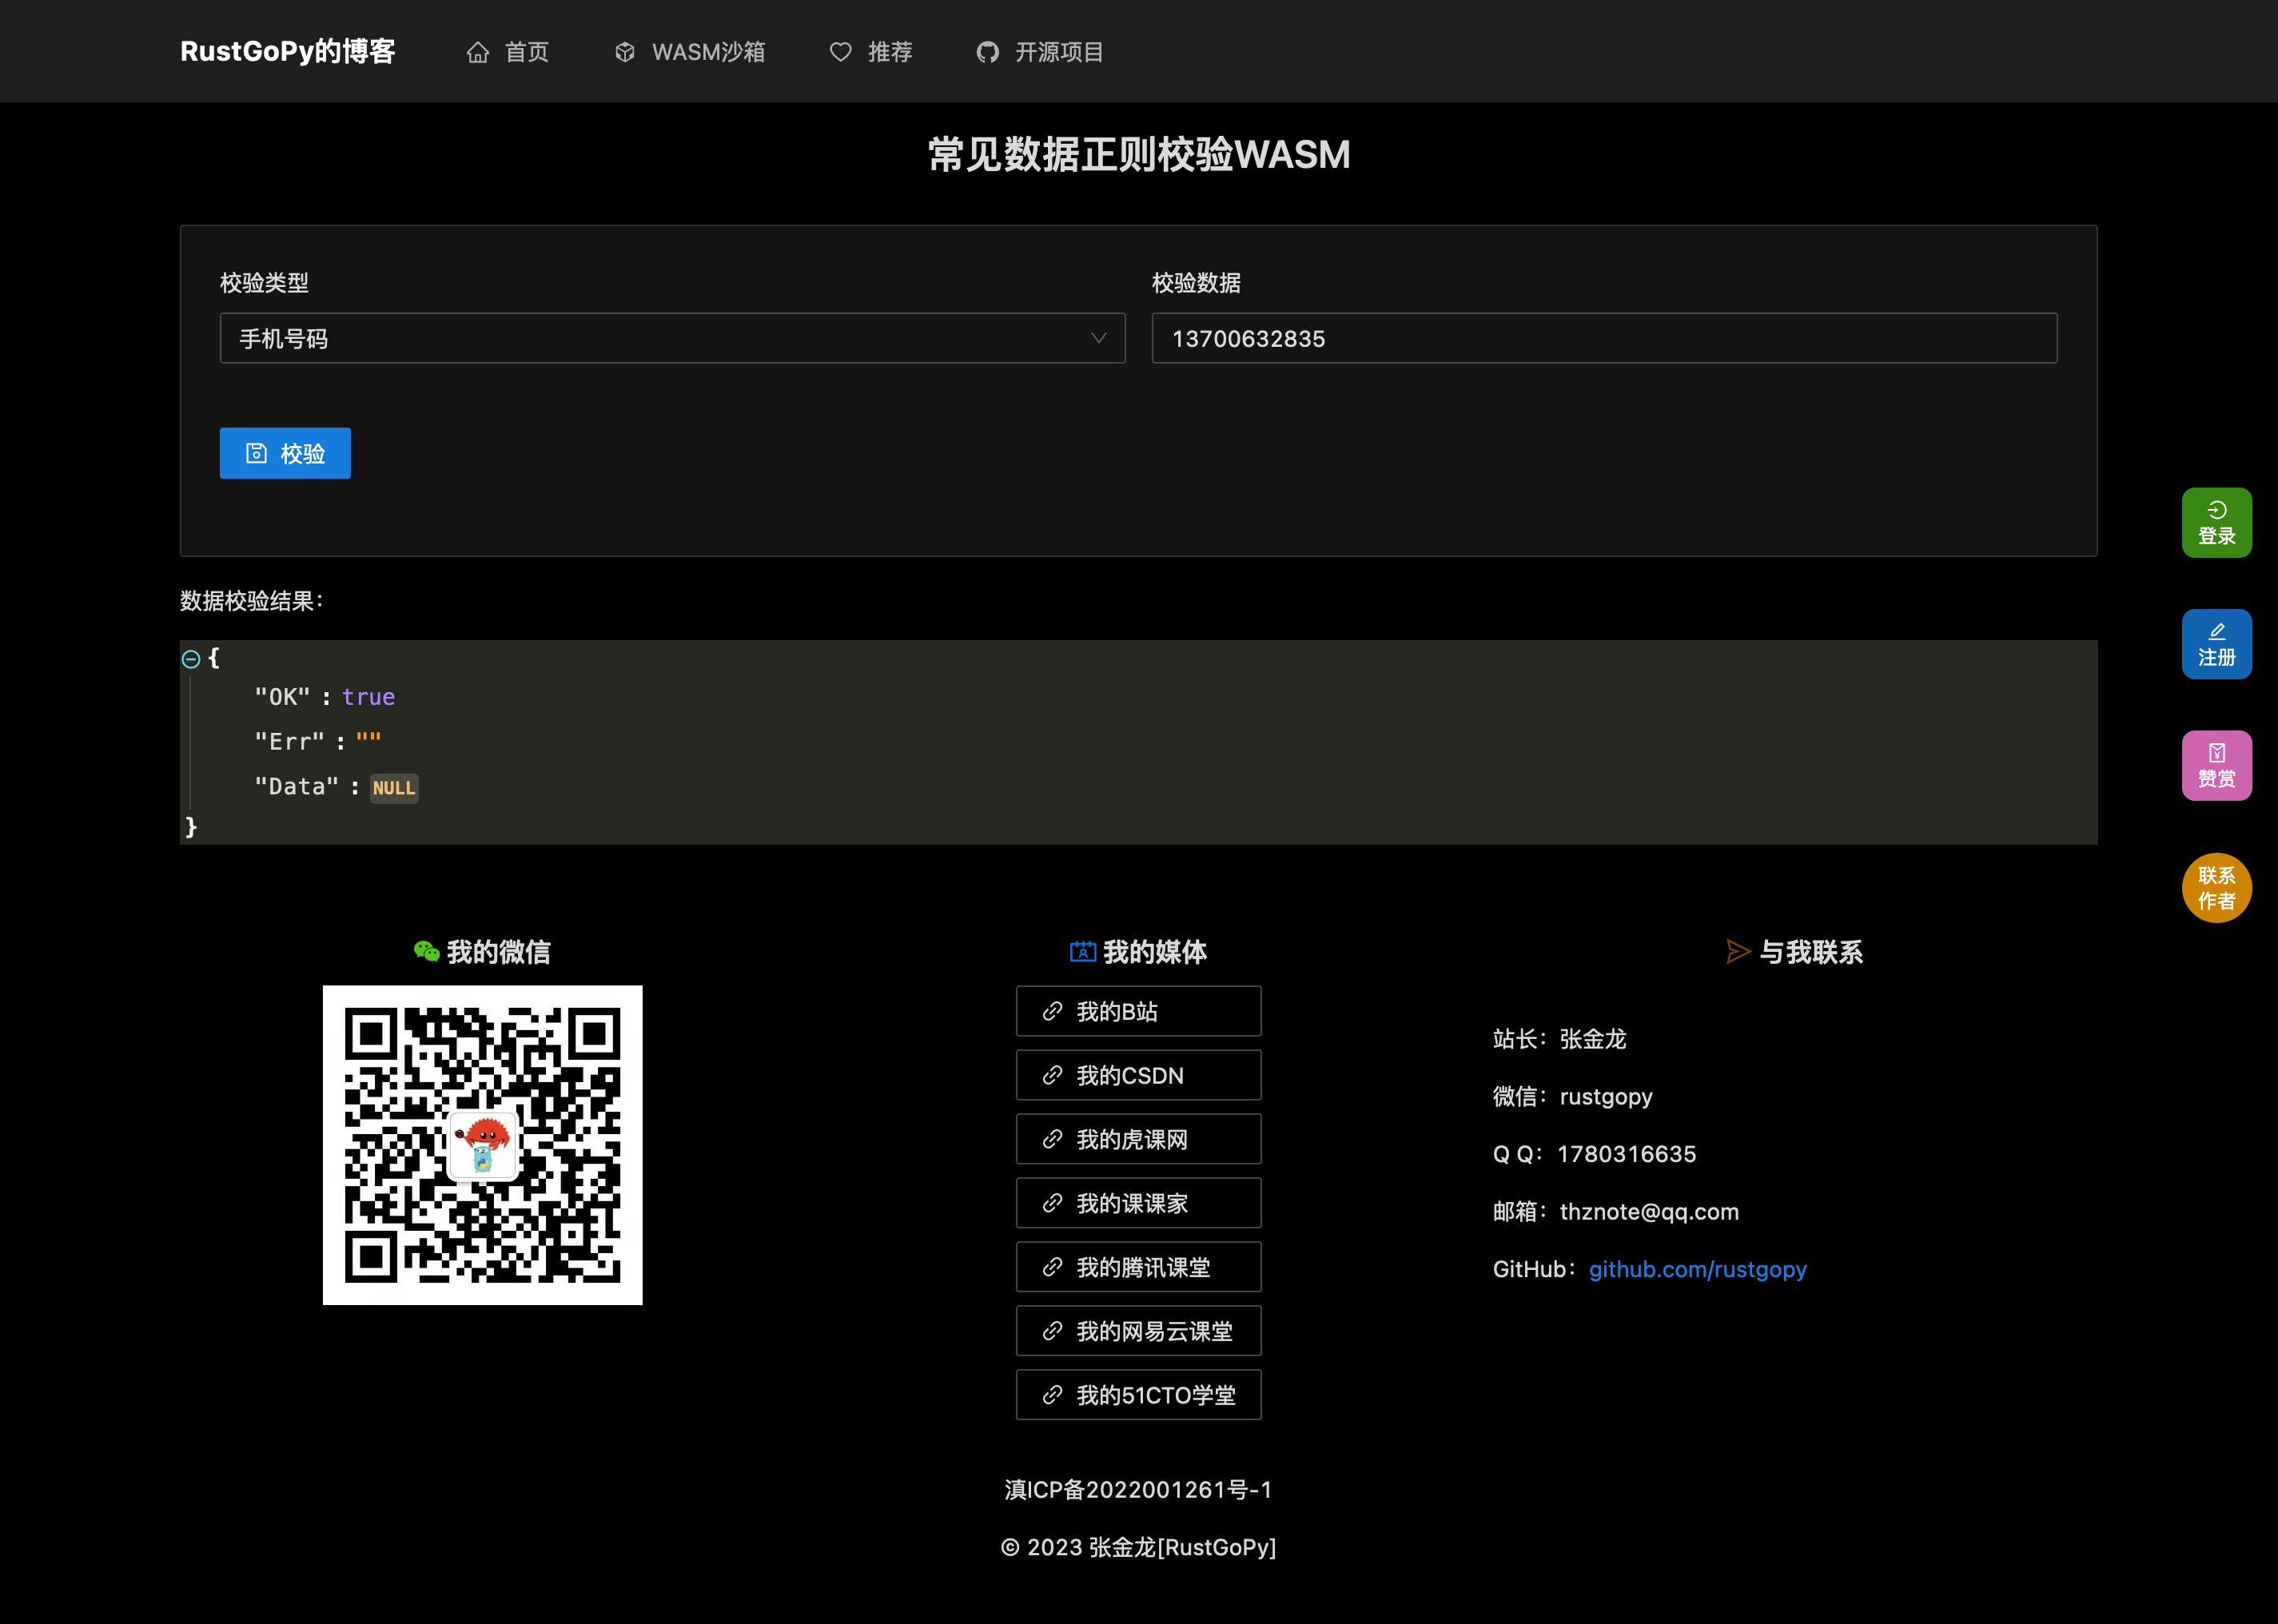 RustGoPy的博客 首页 WASM沙箱 推荐 开源项目
常见数据正则校验WASM
校验类型
手机号码
校验数据
13700632835
校验
数据校验结果：
{
"OK" : true
"Err" : ""
"Data" : NULL
}
登录
注册
赞赏
联系
作者
我的微信
我的媒体
我的B站
我的CSDN
我的虎课网
我的课课家
我的腾讯课堂
我的网易云课堂
我的51CTO学堂
与我联系
站长：张金龙
微信：rustgopy
Q Q：1780316635
邮箱：thznote@qq.com
GitHub：github.com/rustgopy
滇ICP备2022001261号-1
© 2023 张金龙[RustGoPy]